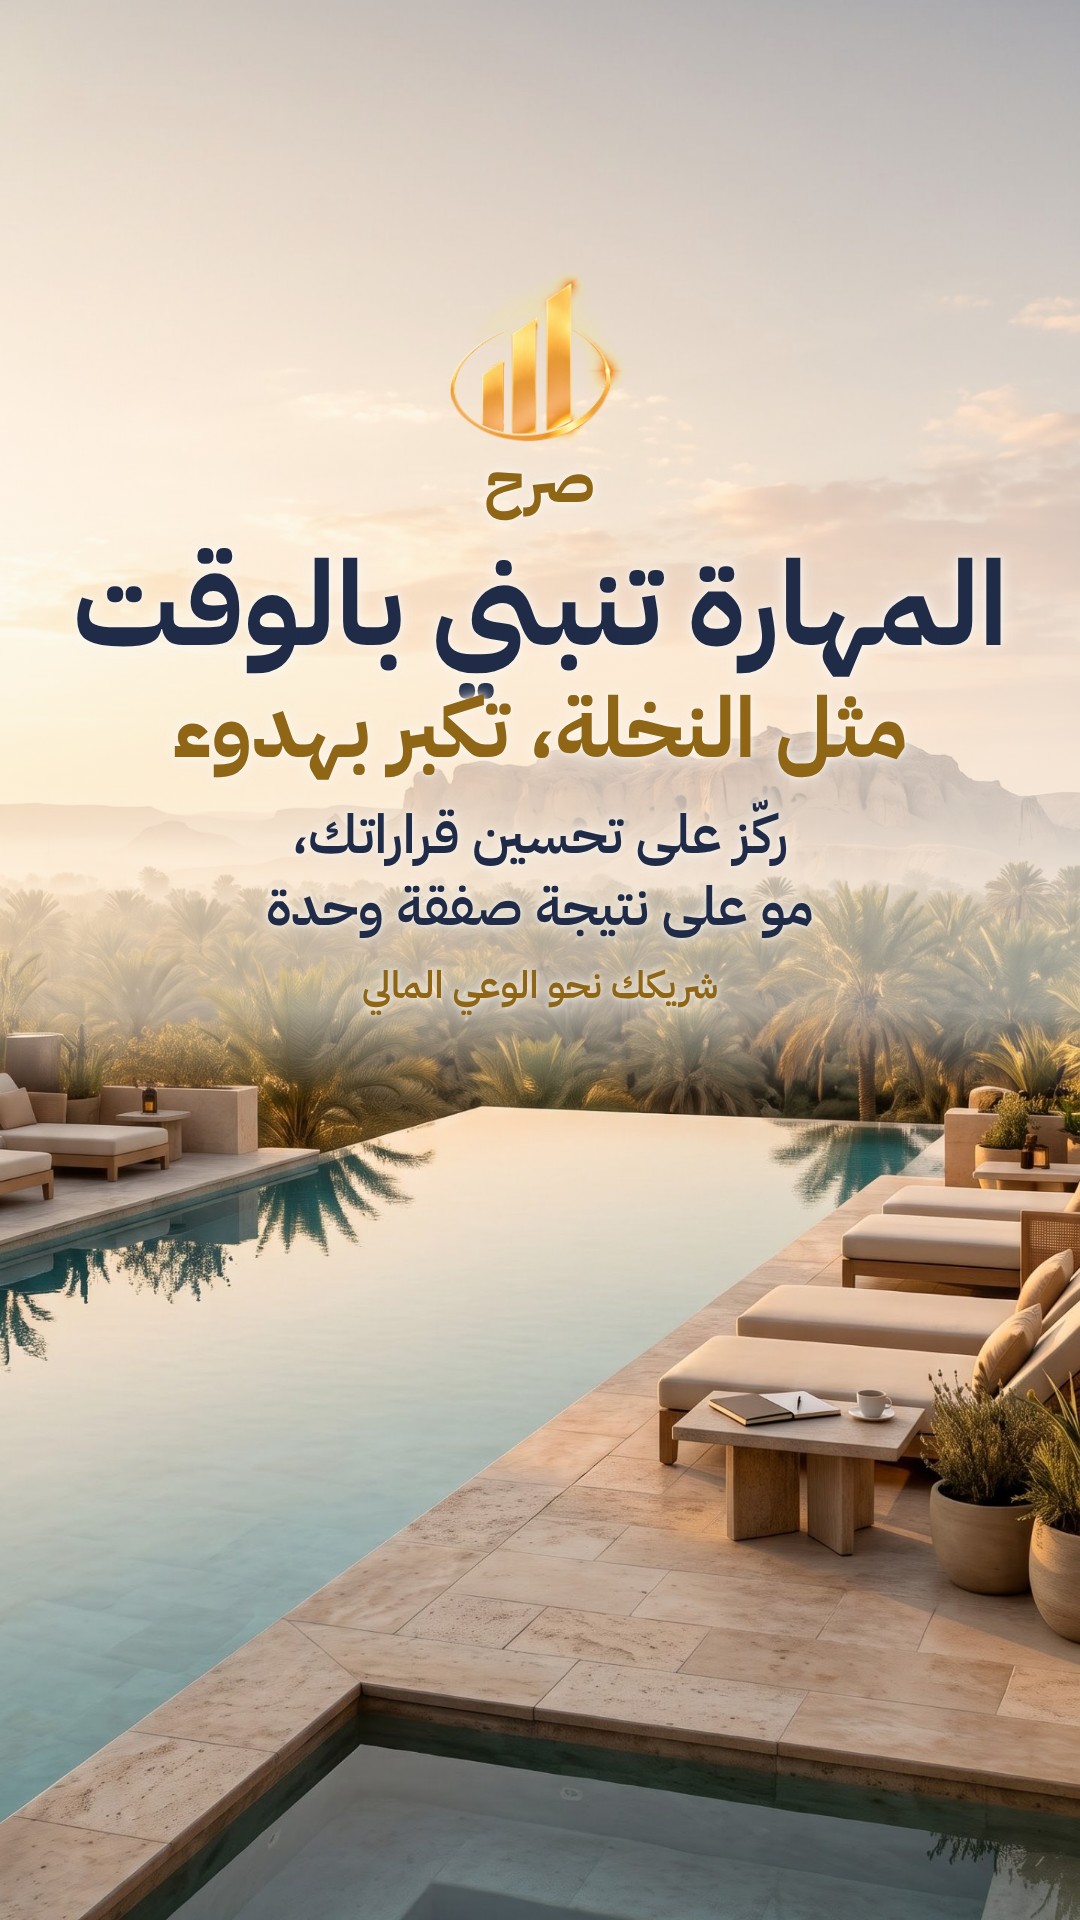 صرح
المهارة تنبني بالوقت
مثل النخلة، تكبر بهدوء
ركّز على تحسين قراراتك،
مو على نتيجة صفقة وحدة
شريكك نحو الوعي المالي